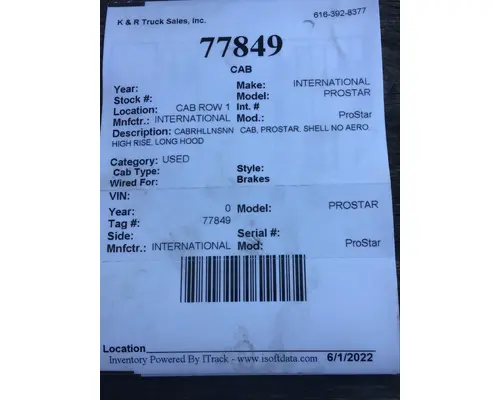 K & R Truck Sales, Inc. 616-392-8377
77849
CAB
Year: Make: INTERNATIONAL
Stock #: Model: PROSTAR
Location: CAB ROW 1 Int. #
Mnfctr.: INTERNATIONAL Mod.: ProStar
Description: CABRHLLNSNN CAB, PROSTAR, SHELL NO AERO,
HIGH RISE, LONG HOOD
Category: USED
Cab Type: Style:
Wired For: Brakes
VIN:
Year: 0 Model: PROSTAR
Tag #: 77849
Side: Serial #:
Mnfctr.: INTERNATIONAL Mod: ProStar
Location
Inventory Powered By ITrack - www.isoftdata.com 6/1/2022